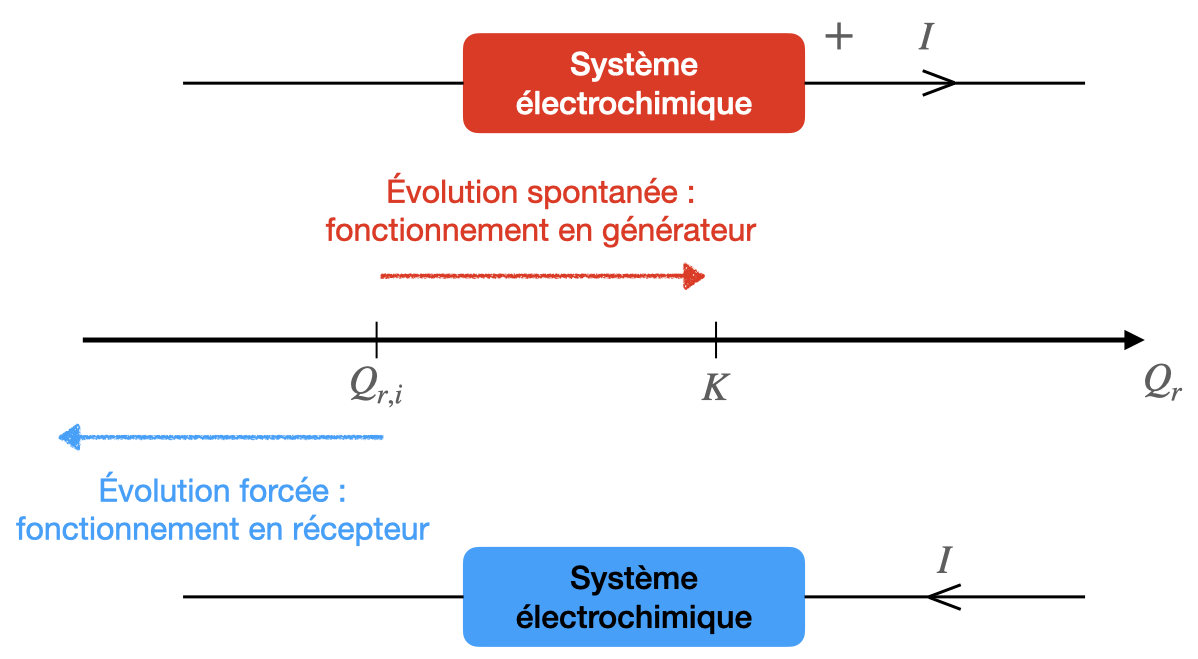 + I
Système
électrochimique
Évolution spontanée :
fonctionnement en générateur
Q_{r,i}
K
Q_r
Évolution forcée :
fonctionnement en récepteur
I
Système
électrochimique